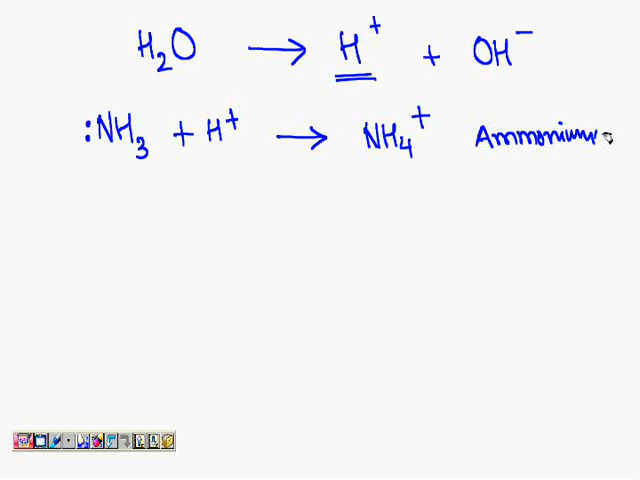 H₂O → H⁺ + OH⁻
:NH₃ + H⁺ → NH₄⁺ Ammonium